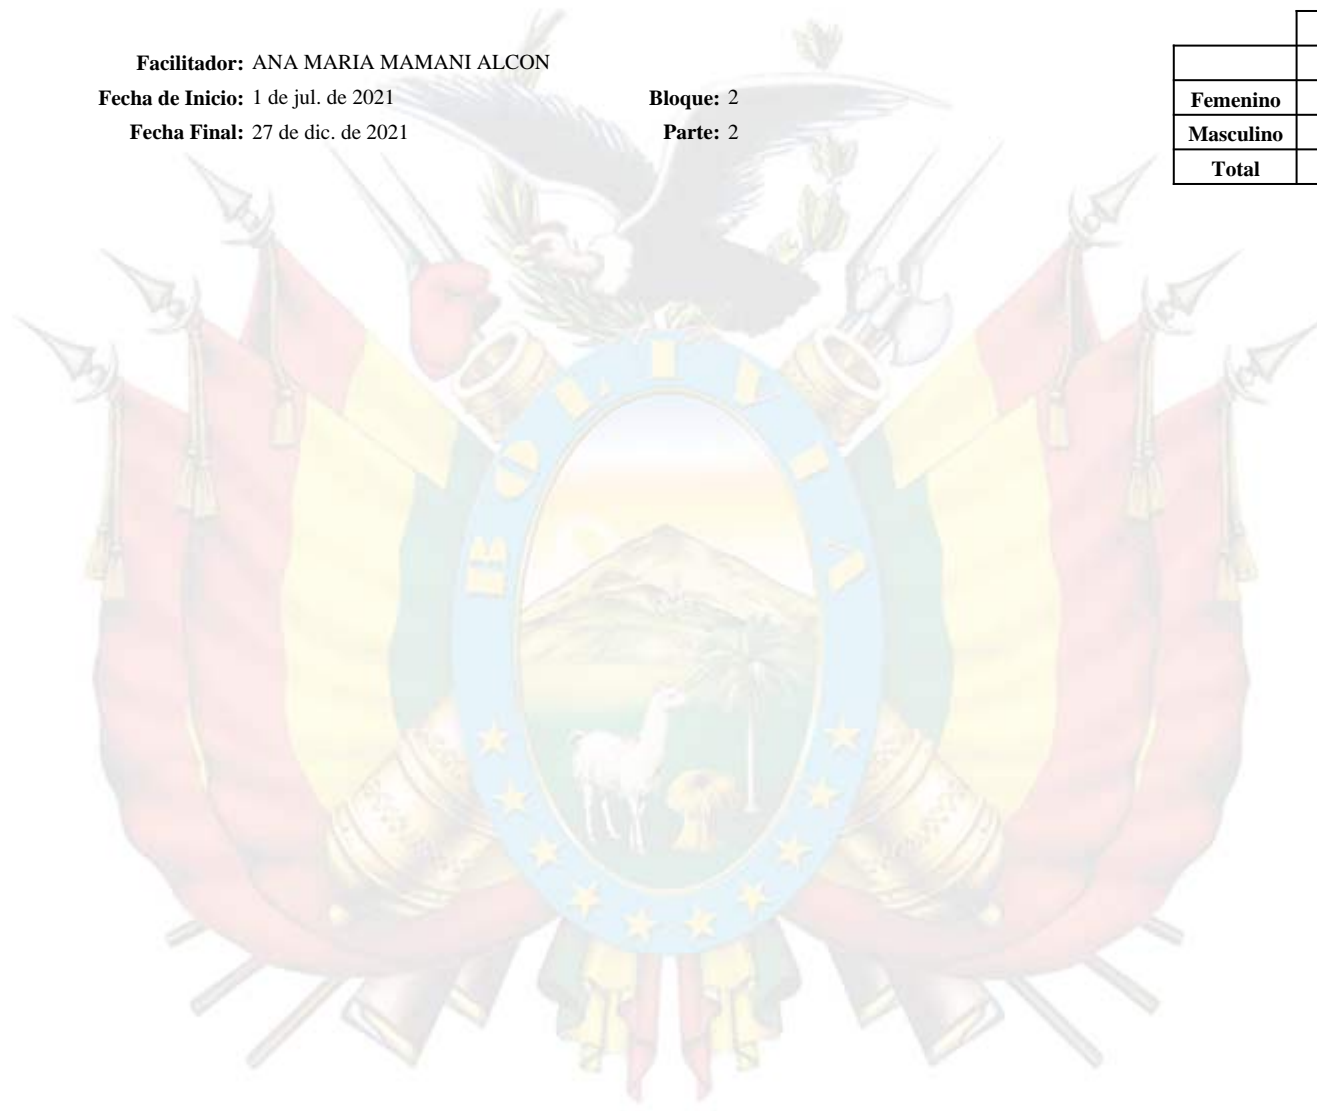 Facilitador: ANA MARIA MAMANI ALCON
Fecha de Inicio: 1 de jul. de 2021 Bloque: 2
Fecha Final: 27 de dic. de 2021 Parte: 2
Femenino
Masculino
Total
BOLIVIA